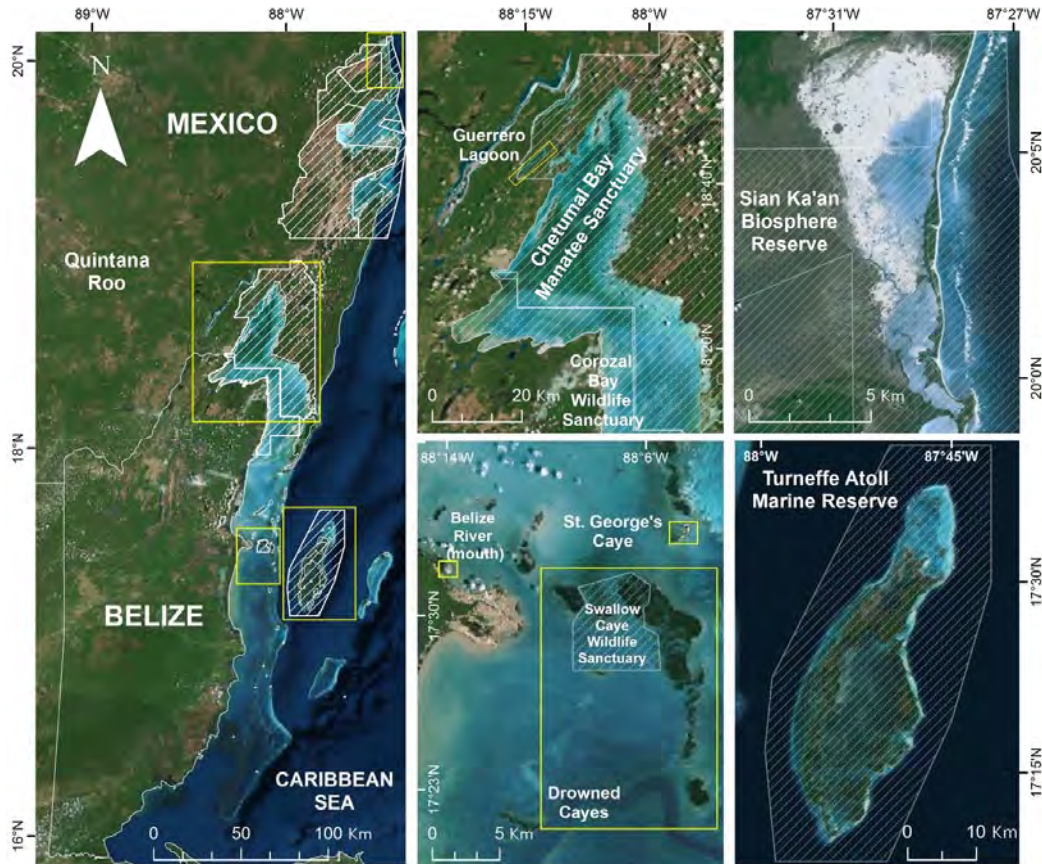 89°W
88°W
20°N
18°N
16°N
N
MEXICO
Quintana
Roo
BELIZE
CARIBBEAN
SEA
0
50
100 Km
88°15'W
88°W
18°40'N
18°20'N
Guerrero
Lagoon
Chetumal Bay
Manatee Sanctuary
Corozal
Bay
Wildlife
Sanctuary
0
20 Km
87°31'W
87°27'W
20°5'N
20°0'N
Sian Ka'an
Biosphere
Reserve
0
5 Km
88°14'W
88°6'W
17°30'N
17°23'N
Belize
River
(mouth)
St. George's
Caye
Swallow
Caye
Wildlife
Sanctuary
Drowned
Cayes
0
5 Km
88°W
87°45'W
17°30'N
17°15'N
Turneffe Atoll
Marine Reserve
0
10 Km